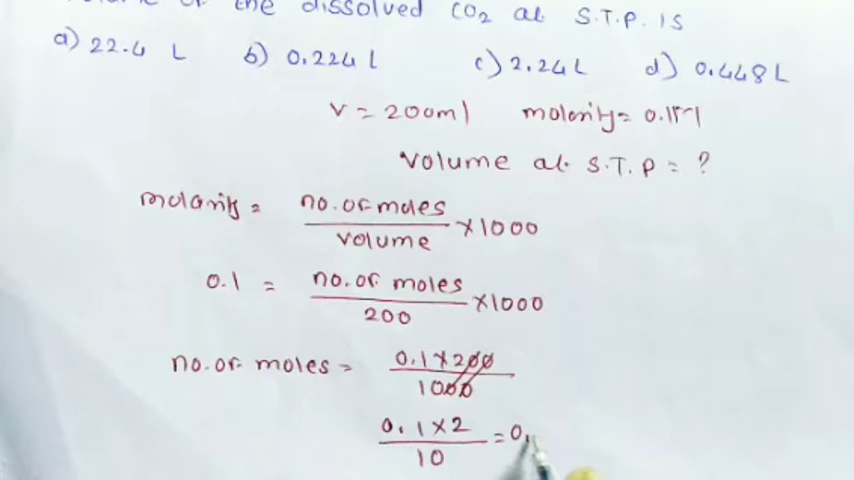 of the dissolved CO2 at S.T.P. is
a) 22.4 L b) 0.224 L c) 2.24 L d) 0.448 L
V = 200ml molarity = 0.1M
Volume at S.T.P = ?
molarity = no. of moles / volume × 1000
0.1 = no. of moles / 200 × 1000
no. of moles = 0.1 × 200 / 1000
0.1 × 2 / 10 = 0.